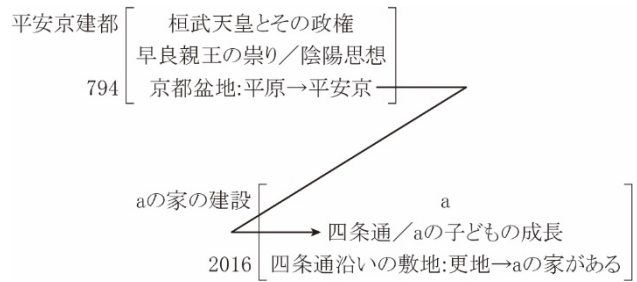 平安京建都 桓武天皇とその政権
早良親王の祟り／陰陽思想
794 京都盆地:平原→平安京
aの家の建設 a
四条通／aの子どもの成長
2016 四条通沿いの敷地:更地→aの家がある